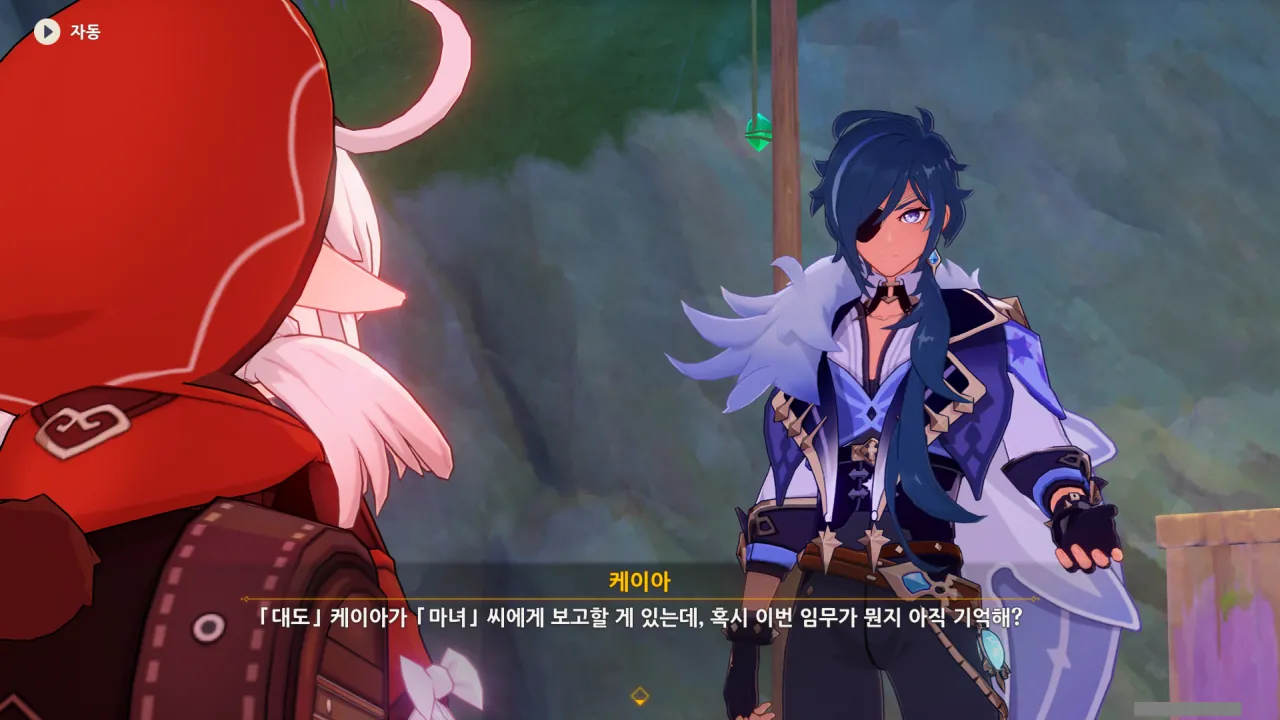 자동
케이아
「대도」 케이아가 「마녀」 씨에게 보고할 게 있는데, 혹시 이번 임무가 뭔지 아직 기억해?